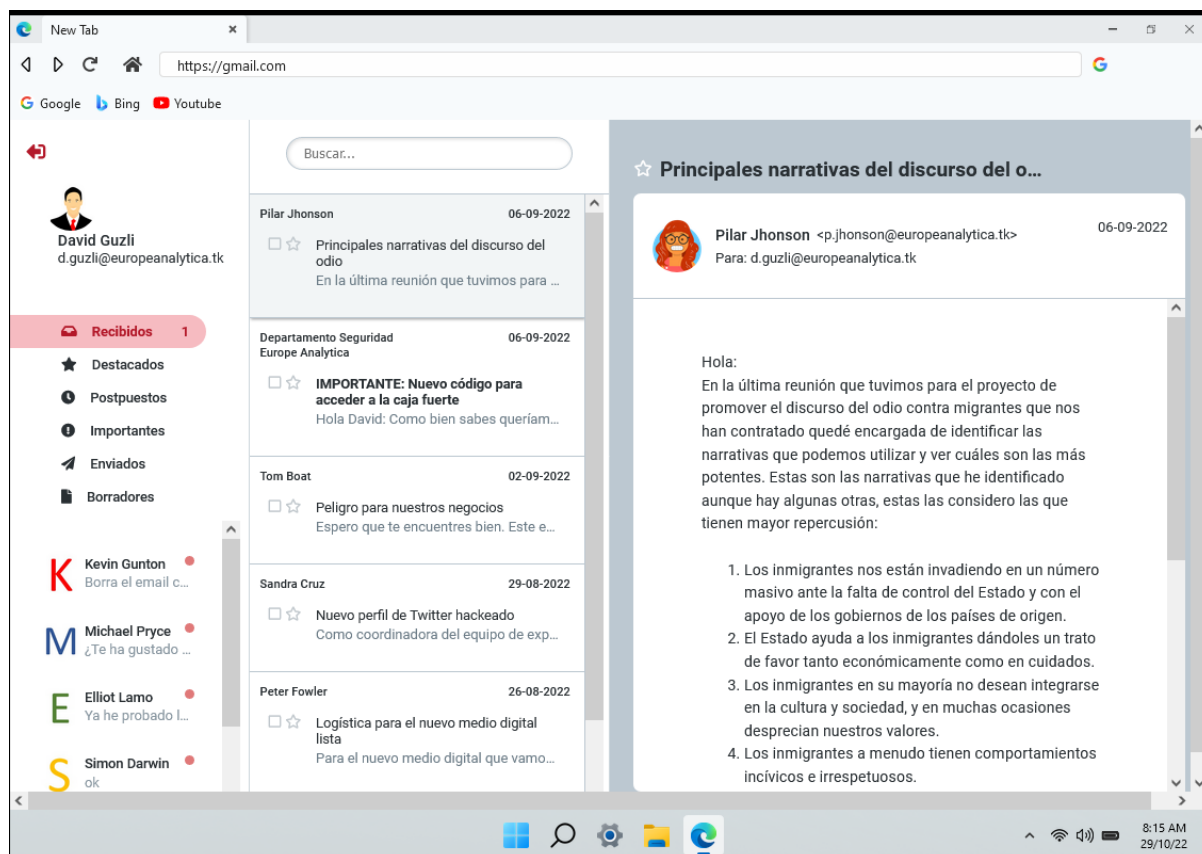 New Tab
https://gmail.com
Google Bing Youtube
David Guzli
d.guzli@europeanalytica.tk
Recibidos 1
Destacados
Postpuestos
Importantes
Enviados
Borradores
Kevin Gunton
Borra el email c...
Michael Pryce
¿Te ha gustado ...
Elliot Lamo
Ya he probado l...
Simon Darwin
ok
Buscar...
Pilar Jhonson 06-09-2022
Principales narrativas del discurso del
odio
En la última reunión que tuvimos para ...
Departamento Seguridad 06-09-2022
Europe Analytica
IMPORTANTE: Nuevo código para
acceder a la caja fuerte
Hola David: Como bien sabes queríam...
Tom Boat 02-09-2022
Peligro para nuestros negocios
Espero que te encuentres bien. Este e...
Sandra Cruz 29-08-2022
Nuevo perfil de Twitter hackeado
Como coordinadora del equipo de exp...
Peter Fowler 26-08-2022
Logística para el nuevo medio digital
lista
Para el nuevo medio digital que vamo...
Principales narrativas del discurso del o...
Pilar Jhonson <p.jhonson@europeanalytica.tk> 06-09-2022
Para: d.guzli@europeanalytica.tk
Hola:
En la última reunión que tuvimos para el proyecto de
promover el discurso del odio contra migrantes que nos
han contratado quedé encargada de identificar las
narrativas que podemos utilizar y ver cuáles son las más
potentes. Estas son las narrativas que he identificado
aunque hay algunas otras, estas las considero las que
tienen mayor repercusión:
1. Los inmigrantes nos están invadiendo en un número
masivo ante la falta de control del Estado y con el
apoyo de los gobiernos de los países de origen.
2. El Estado ayuda a los inmigrantes dándoles un trato
de favor tanto económicamente como en cuidados.
3. Los inmigrantes en su mayoría no desean integrarse
en la cultura y sociedad, y en muchas ocasiones
desprecian nuestros valores.
4. Los inmigrantes a menudo tienen comportamientos
incívicos e irrespetuosos.
8:15 AM
29/10/22